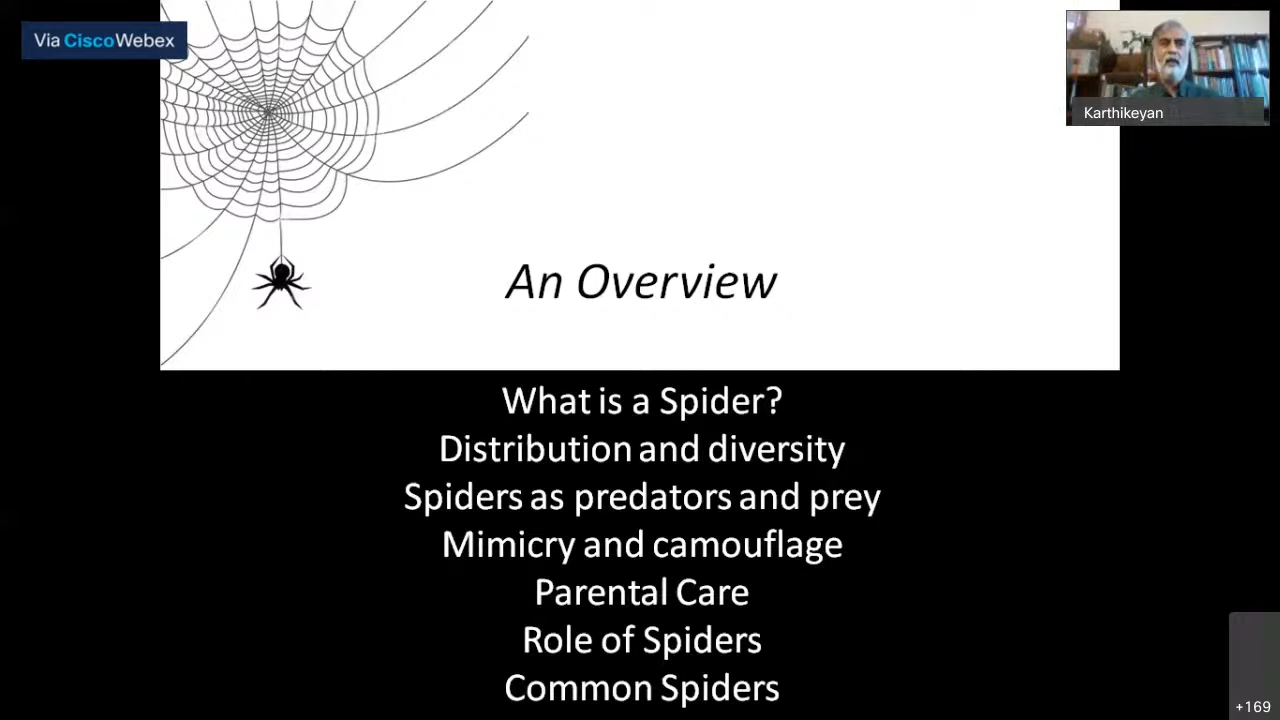 Via CiscoWebex
Karthikeyan
An Overview
What is a Spider?
Distribution and diversity
Spiders as predators and prey
Mimicry and camouflage
Parental Care
Role of Spiders
Common Spiders
+169